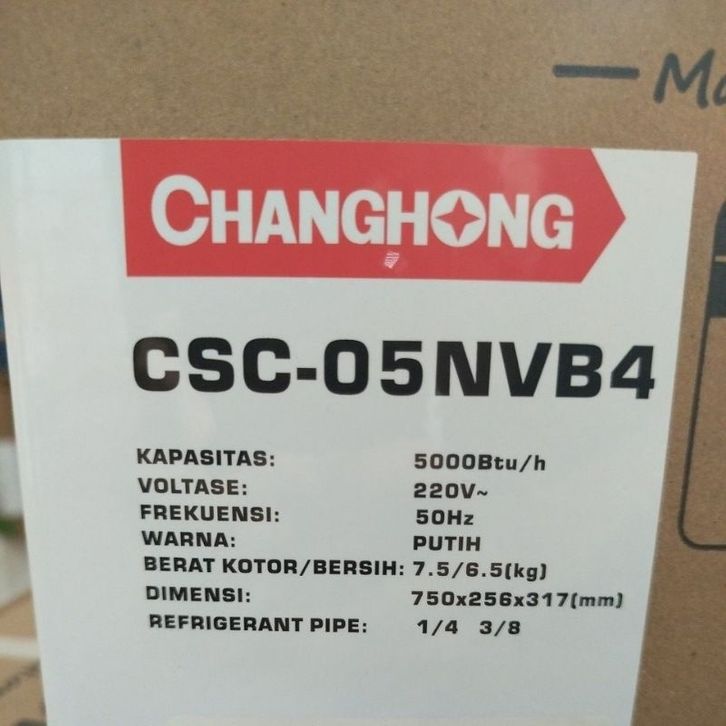 CHANGHONG
CSC-05NVB4
KAPASITAS: 5000Btu/h
VOLTASE: 220V~
FREKUENSI: 50Hz
WARNA: PUTIH
BERAT KOTOR/BERSIH: 7.5/6.5(kg)
DIMENSI: 750x256x317(mm)
REFRIGERANT PIPE: 1/4 3/8